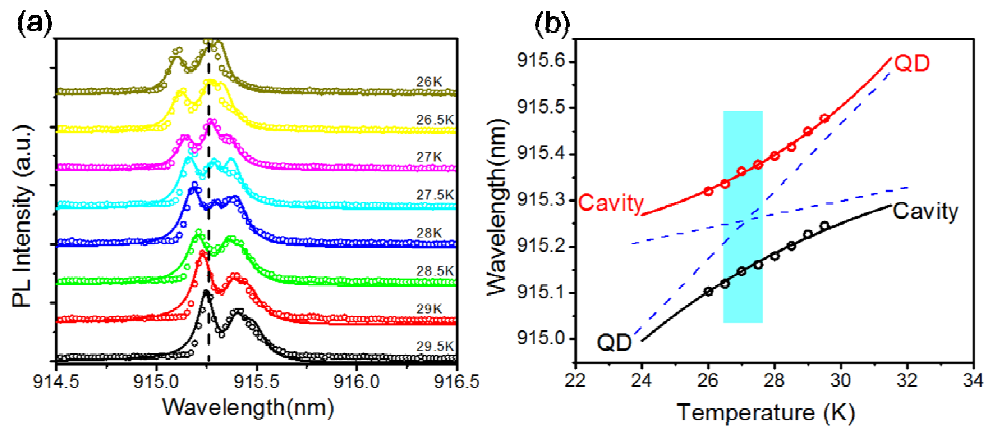 (a)
PL Intensity (a.u.)
26K
26.5K
27K
27.5K
28K
28.5K
29K
29.5K
914.5 915.0 915.5 916.0 916.5
Wavelength(nm)
(b)
Wavelength(nm)
915.6
915.5
915.4
915.3
915.2
915.1
915.0
QD
Cavity
Cavity
QD
22 24 26 28 30 32 34
Temperature (K)